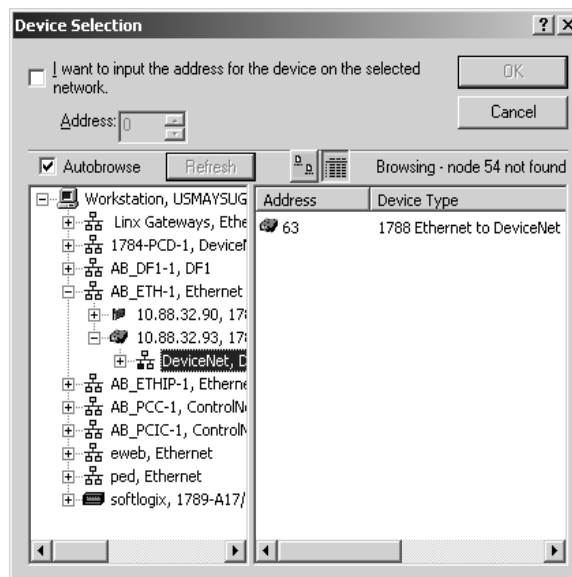 Device Selection
I want to input the address for the device on the selected
network.
OK
Address: 0
Cancel
Autobrowse
Refresh
Browsing - node 54 not found
Workstation, USMAYSUG
Linx Gateways, Ethe
1784-PCD-1, Device
AB_DF1-1, DF1
AB_ETH-1, Ethernet
10.88.32.90, 17
10.88.32.93, 17
DeviceNet, D
AB_ETHIP-1, Etherne
AB_PCC-1, ControlN
AB_PCIC-1, Control
eweb, Ethernet
ped, Ethernet
softlogix, 1789-A17/
Address Device Type
63 1788 Ethernet to DeviceNet